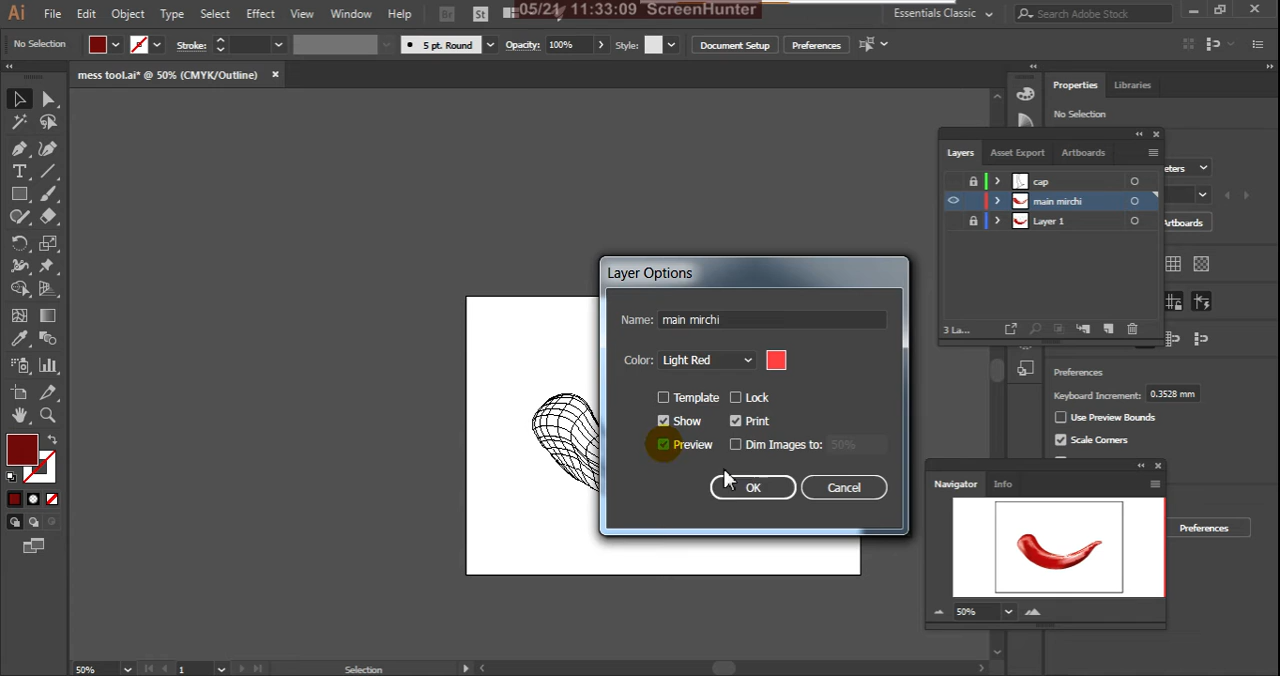 05/21 11:33:09 ScreenHunter
Ai File Edit Object Type Select Effect View Window Help Br St Essentials Classic Search Adobe Stock
No Selection Stroke: 5 pt. Round Opacity: 100% Style: Document Setup Preferences
mess tool.ai* @ 50% (CMYK/Outline)
Properties Libraries
No Selection
Layers Asset Export Artboards
eters
cap
main mirchi
Layer 1
Artboards
3 La...
Layer Options
Name: main mirchi
Color: Light Red
Template Lock
Show Print
Preview Dim Images to: 50%
OK Cancel
Preferences
Keyboard Increment: 0.3528 mm
Use Preview Bounds
Scale Corners
Navigator Info
Preferences
50%
50% 1 Selection